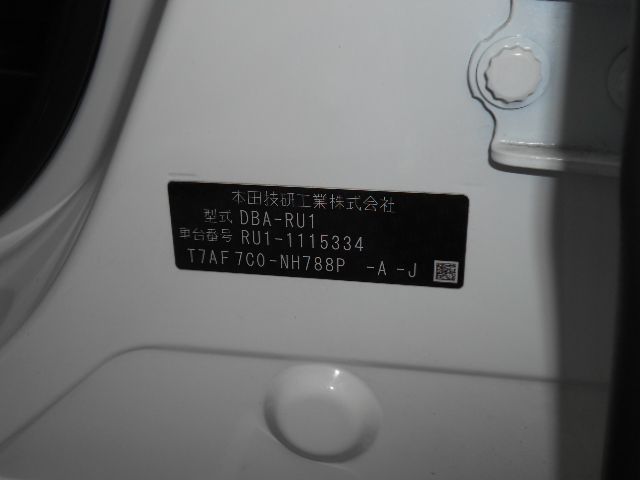 本田技研工業株式会社
型式 DBA-RU1
車台番号 RU1-1115334
T7AF7C0-NH788P -A-J